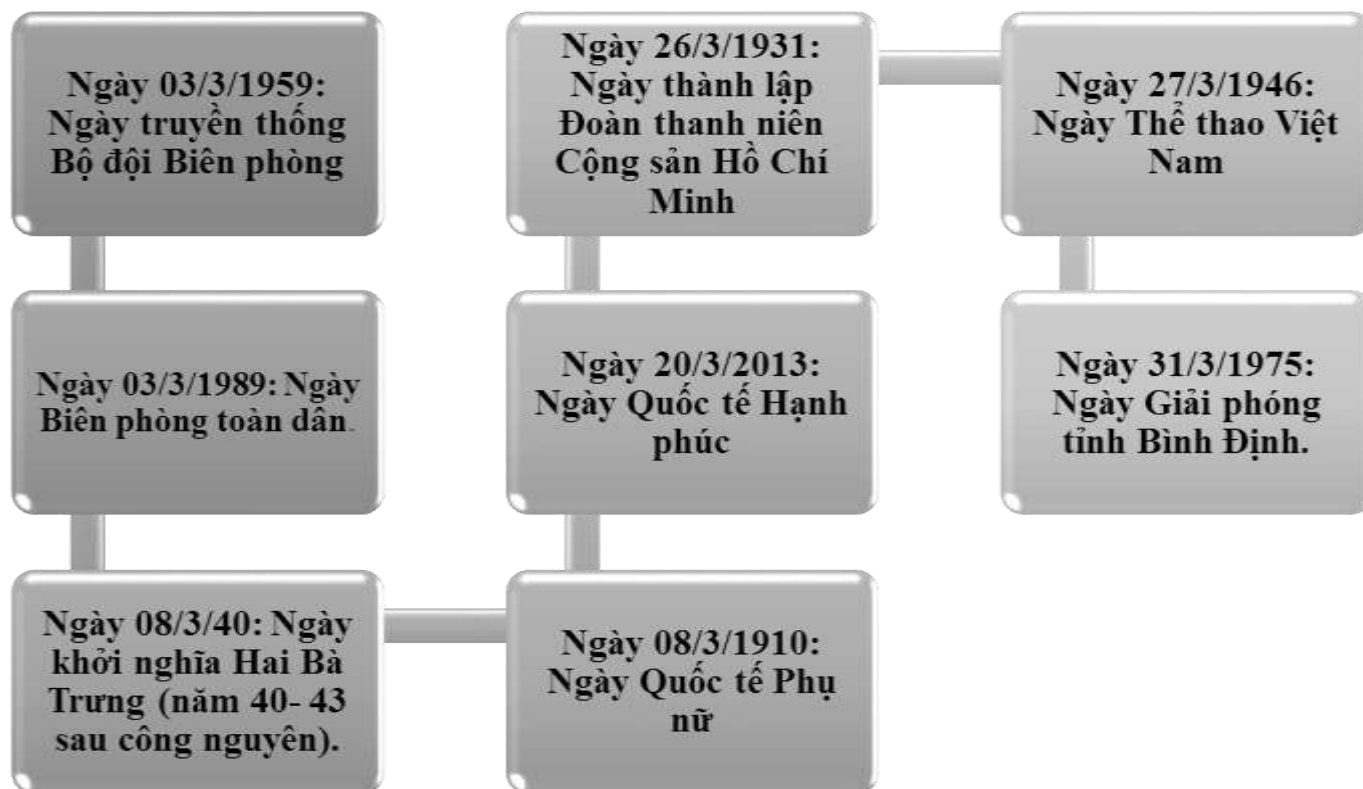 Ngày 03/3/1959:
Ngày truyền thống
Bộ đội Biên phòng
Ngày 03/3/1989: Ngày
Biên phòng toàn dân.
Ngày 08/3/40: Ngày
khởi nghĩa Hai Bà
Trưng (năm 40- 43
sau công nguyên).
Ngày 08/3/1910:
Ngày Quốc tế Phụ
nữ
Ngày 20/3/2013:
Ngày Quốc tế Hạnh
phúc
Ngày 26/3/1931:
Ngày thành lập
Đoàn thanh niên
Cộng sản Hồ Chí
Minh
Ngày 27/3/1946:
Ngày Thể thao Việt
Nam
Ngày 31/3/1975:
Ngày Giải phóng
tỉnh Bình Định.